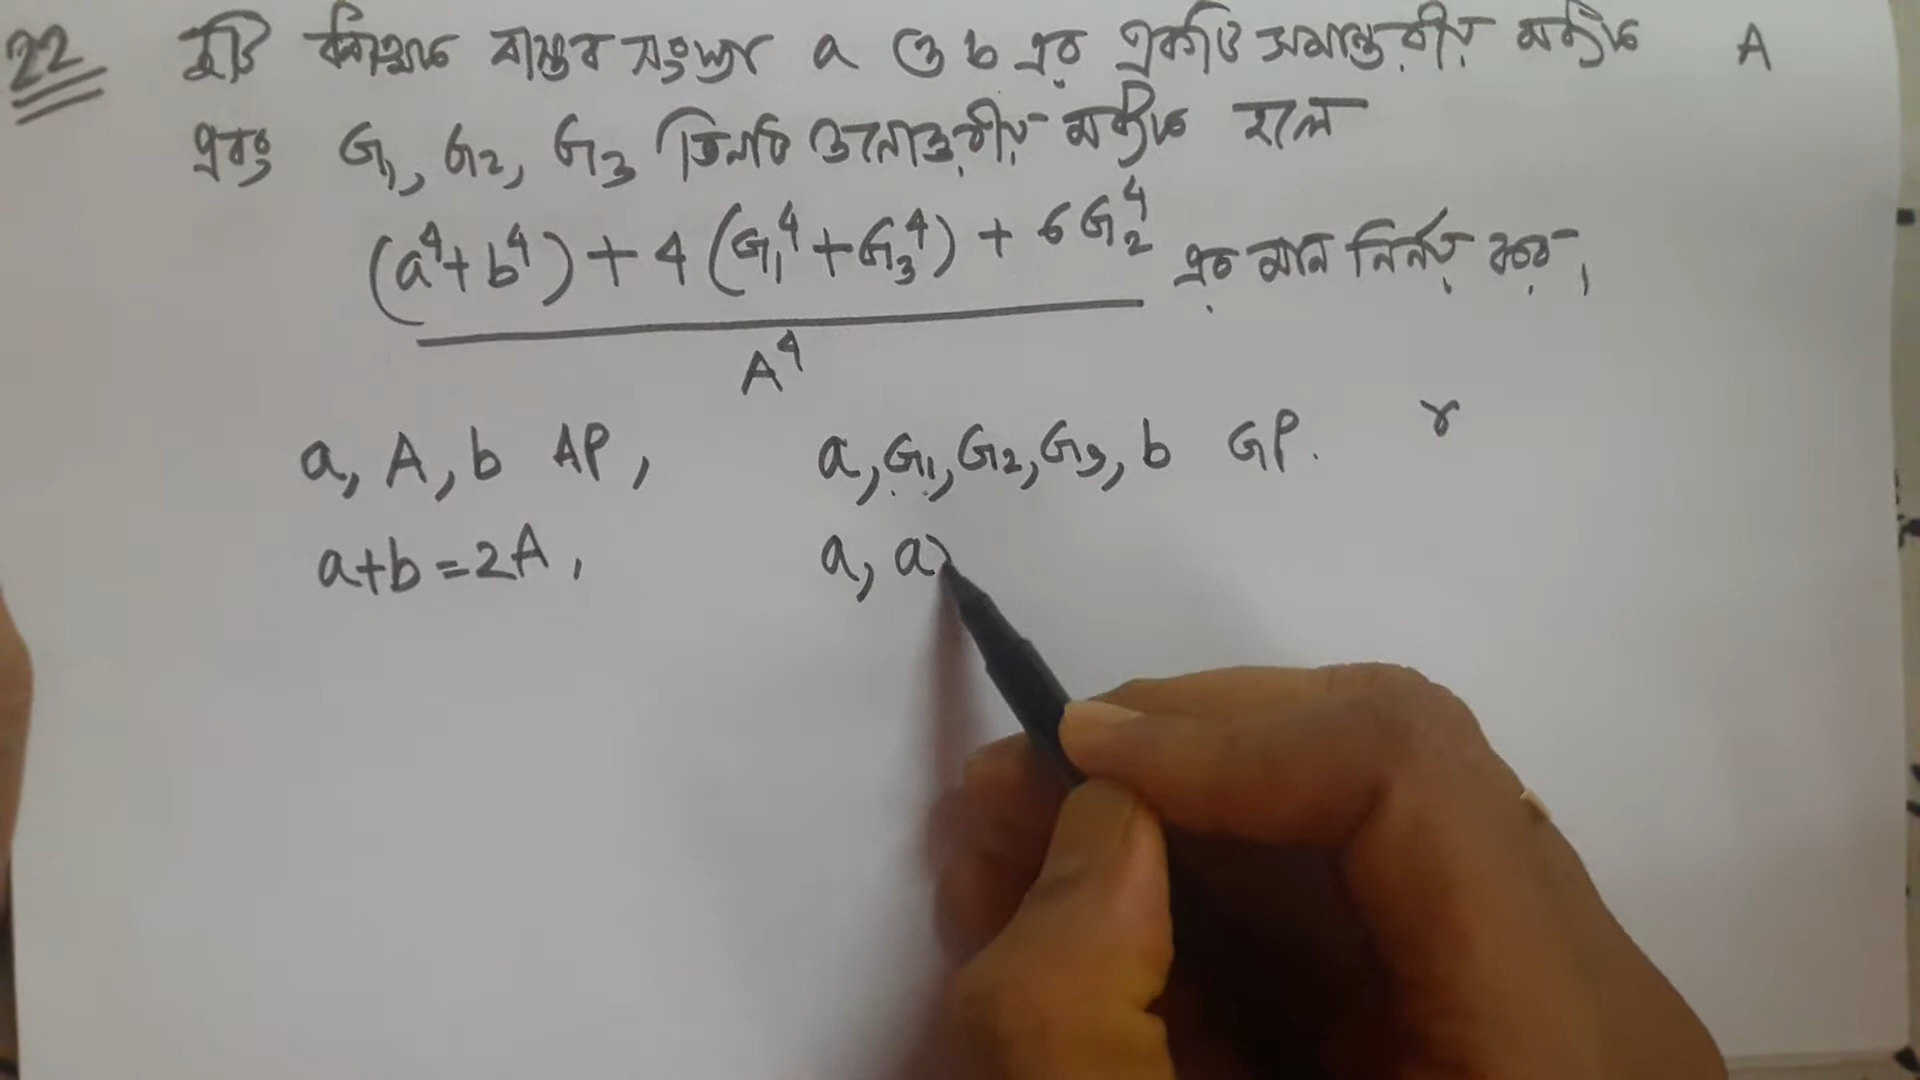 22 দুটি ধনাত্মক বাস্তব সংখ্যা a ও b এর একটি সমান্তরীয় মধ্যক A
এবং G₁, G₂, G₃ তিনটি গুণোত্তরীয় মধ্যক হলে
(a⁴+b⁴)+4(G₁⁴+G₃⁴)+6G₂⁴ এর মান নির্ণয় কর।
A⁴
a, A, b AP, a, G₁, G₂, G₃, b GP. r
a+b=2A, a, a